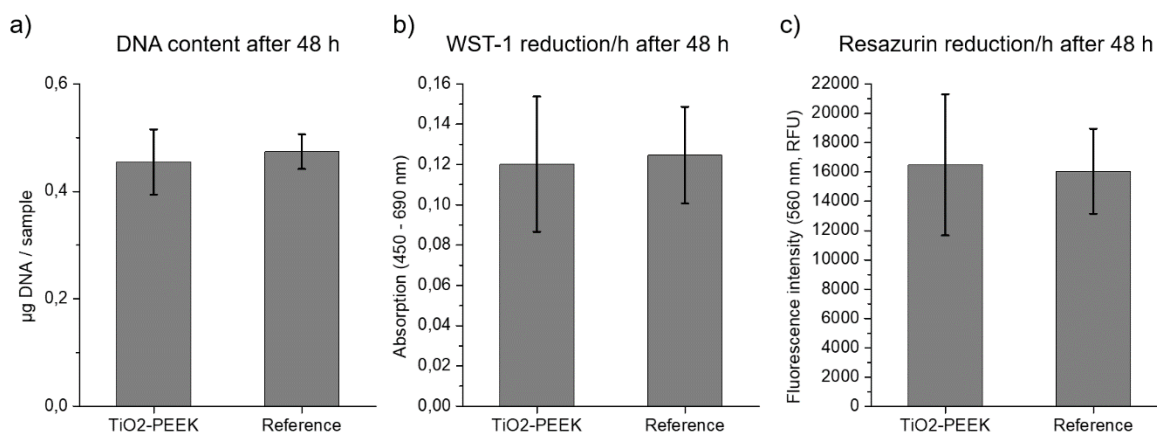 a)
DNA content after 48 h
0,6
0,4
0,2
0,0
µg DNA / sample
TiO2-PEEK
Reference
b)
WST-1 reduction/h after 48 h
0,16
0,14
0,12
0,10
0,08
0,06
0,04
0,02
0,00
Absorption (450 - 690 nm)
TiO2-PEEK
Reference
c)
Resazurin reduction/h after 48 h
22000
20000
18000
16000
14000
12000
10000
8000
6000
4000
2000
0
Fluorescence intensity (560 nm, RFU)
TiO2-PEEK
Reference